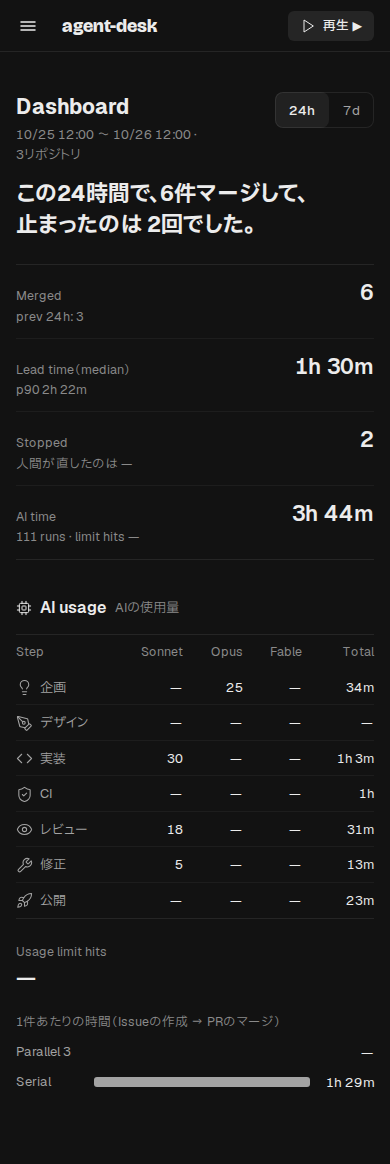 agent-desk
再生 ▶
Dashboard
24h 7d
10/25 12:00 〜 10/26 12:00 ·
3リポジトリ
この24時間で、6件マージして、
止まったのは 2回でした。
Merged 6
prev 24h: 3
Lead time(median) 1h 30m
p90 2h 22m
Stopped 2
人間が直したのは —
AI time 3h 44m
111 runs · limit hits —
AI usage AIの使用量
Step Sonnet Opus Fable Total
企画 — 25 — 34m
デザイン — — — —
実装 30 — — 1h 3m
CI — — — 1h
レビュー 18 — — 31m
修正 5 — — 13m
公開 — — — 23m
Usage limit hits
—
1件あたりの時間(Issueの作成 → PRのマージ)
Parallel 3 —
Serial 1h 29m